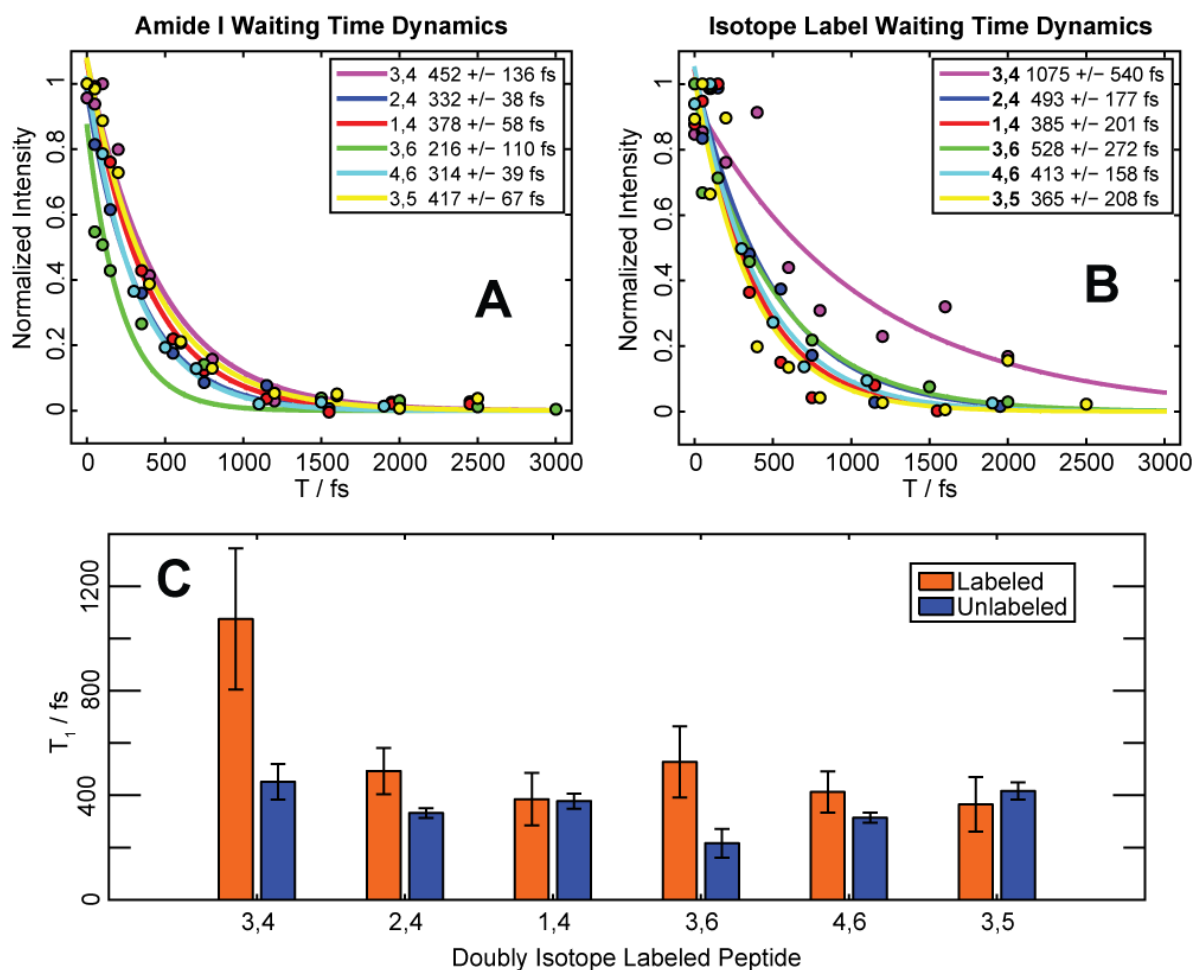 Amide I Waiting Time Dynamics
Normalized Intensity
1
0.8
0.6
0.4
0.2
0
3,4 452 +/− 136 fs
2,4 332 +/− 38 fs
1,4 378 +/− 58 fs
3,6 216 +/− 110 fs
4,6 314 +/− 39 fs
3,5 417 +/− 67 fs
A
0 500 1000 1500 2000 2500 3000
T / fs
Isotope Label Waiting Time Dynamics
Normalized Intensity
1
0.8
0.6
0.4
0.2
0
3,4 1075 +/− 540 fs
2,4 493 +/− 177 fs
1,4 385 +/− 201 fs
3,6 528 +/− 272 fs
4,6 413 +/− 158 fs
3,5 365 +/− 208 fs
B
0 500 1000 1500 2000 2500 3000
T / fs
C
T1 / fs
1200
800
400
0
Labeled
Unlabeled
3,4 2,4 1,4 3,6 4,6 3,5
Doubly Isotope Labeled Peptide